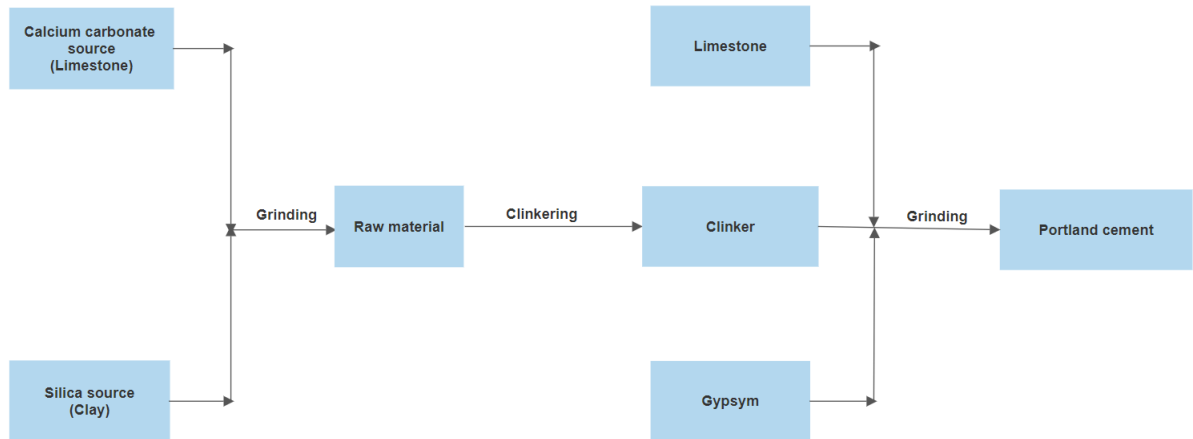 Calcium carbonate
source
(Limestone)
Limestone
Grinding
Raw material
Clinkering
Clinker
Grinding
Portland cement
Silica source
(Clay)
Gypsym